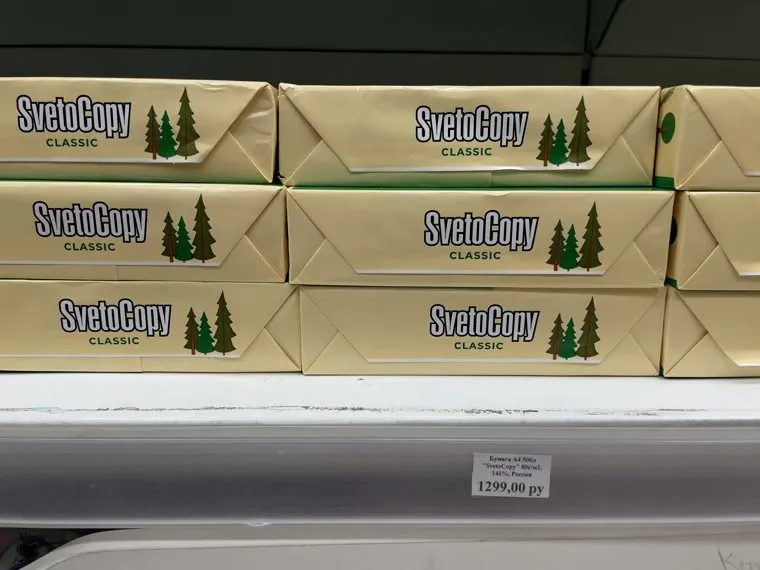 SvetoCopy
CLASSIC
SvetoCopy
CLASSIC
SvetoCopy
CLASSIC
SvetoCopy
CLASSIC
SvetoCopy
CLASSIC
SvetoCopy
CLASSIC
Бумага А4 500л
"SvetoCopy" 80г/м2,
146%, Россия
1299,00 ру